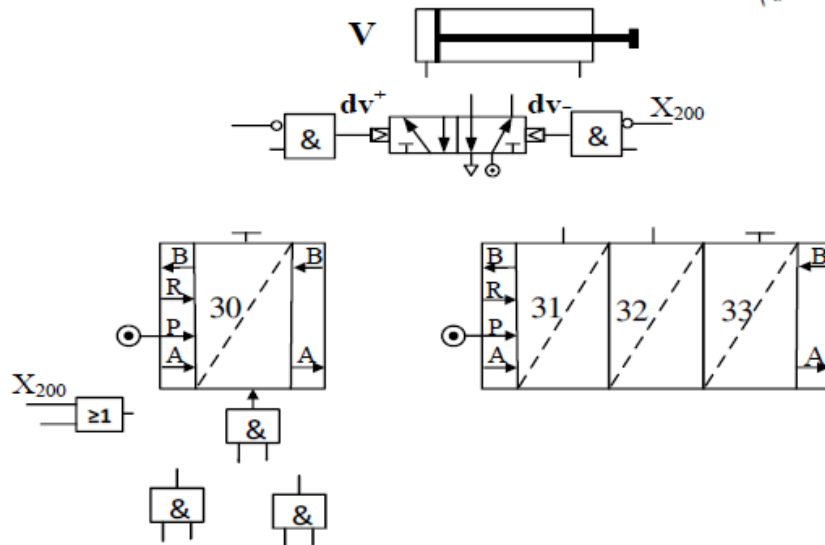 V
dv+ dv-
& & X200
B B B B
R R
30 31 32 33
P P
A A A A
X200
≥1
&
& &